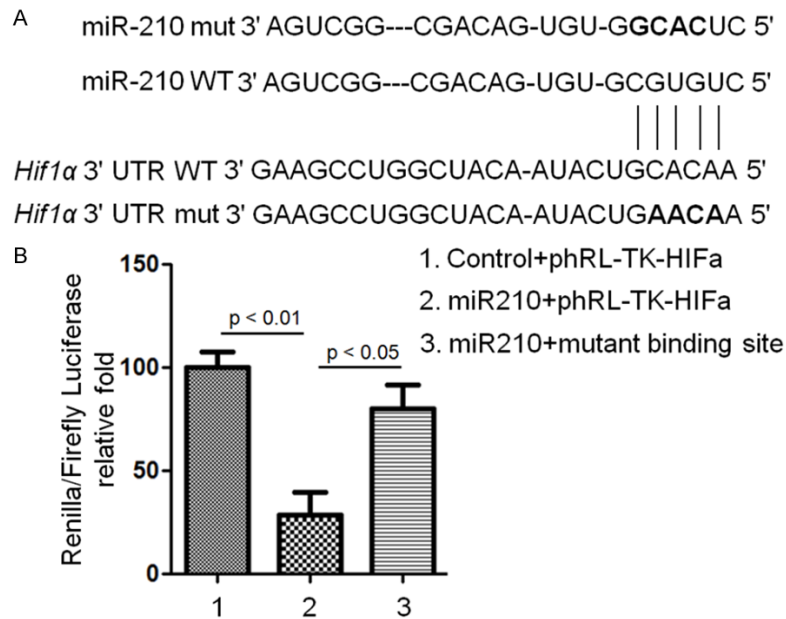 A
miR-210 mut 3' AGUCGG---CGACAG-UGU-GGCACUC 5'
miR-210 WT 3' AGUCGG---CGACAG-UGU-GCGUGUC 5'
Hif1α 3' UTR WT 3' GAAGCCUGGCUACA-AUACUGCACAA 5'
Hif1α 3' UTR mut 3' GAAGCCUGGCUACA-AUACUGAACAA 5'
B
Renilla/Firefly Luciferase
relative fold
150
100
50
0
p < 0.01
p < 0.05
1
2
3
1. Control+phRL-TK-HIFa
2. miR210+phRL-TK-HIFa
3. miR210+mutant binding site